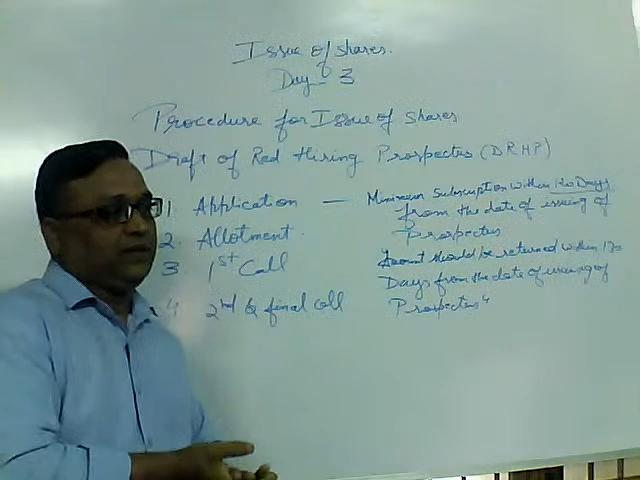 Issue of shares.
Day- 3
Procedure for Issue of shares
Draft of Red Hiring Prospectus (DRHP)
1. Application — Minimum Subscription within 120 Days
from the date of issuing of
Prospectus
2. Allotment.
3 1st Call
Amount should be returned within 130
Days from the date of issuing of
Prospectus"
4 2nd & final call